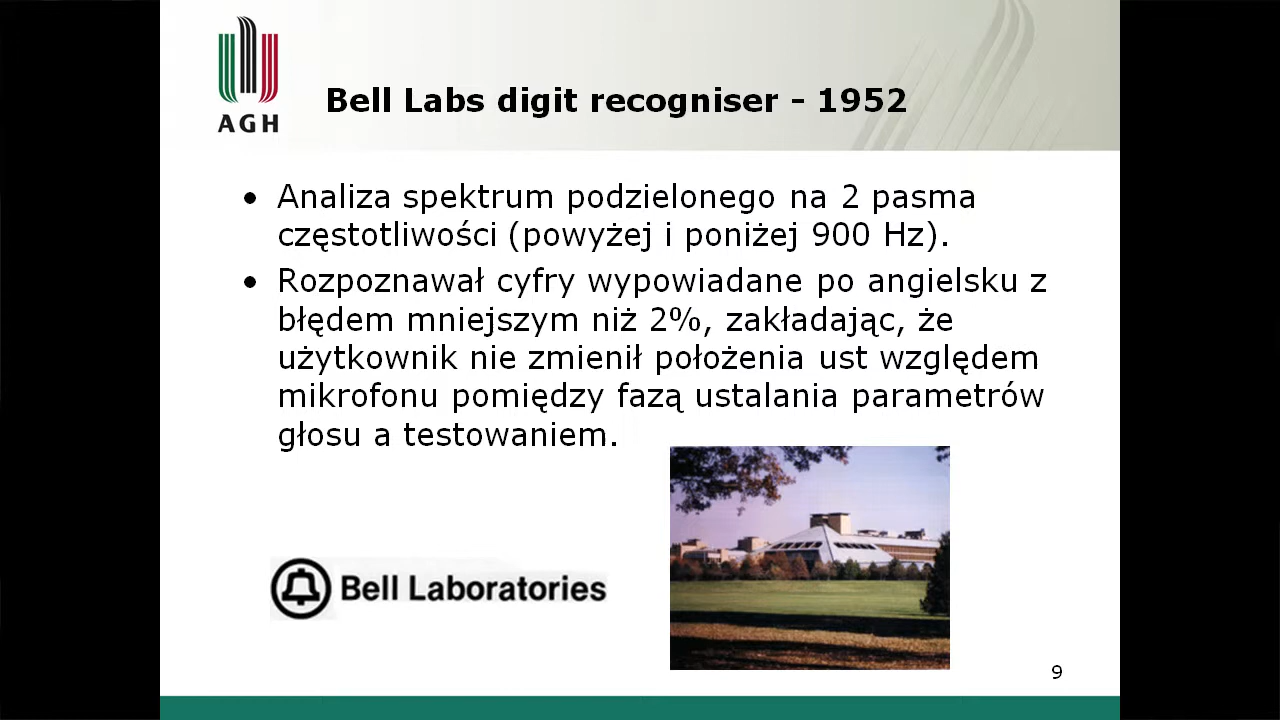 AGH
Bell Labs digit recogniser - 1952
• Analiza spektrum podzielonego na 2 pasma
częstotliwości (powyżej i poniżej 900 Hz).
• Rozpoznawał cyfry wypowiadane po angielsku z
błędem mniejszym niż 2%, zakładając, że
użytkownik nie zmienił położenia ust względem
mikrofonu pomiędzy fazą ustalania parametrów
głosu a testowaniem.
Bell Laboratories
9